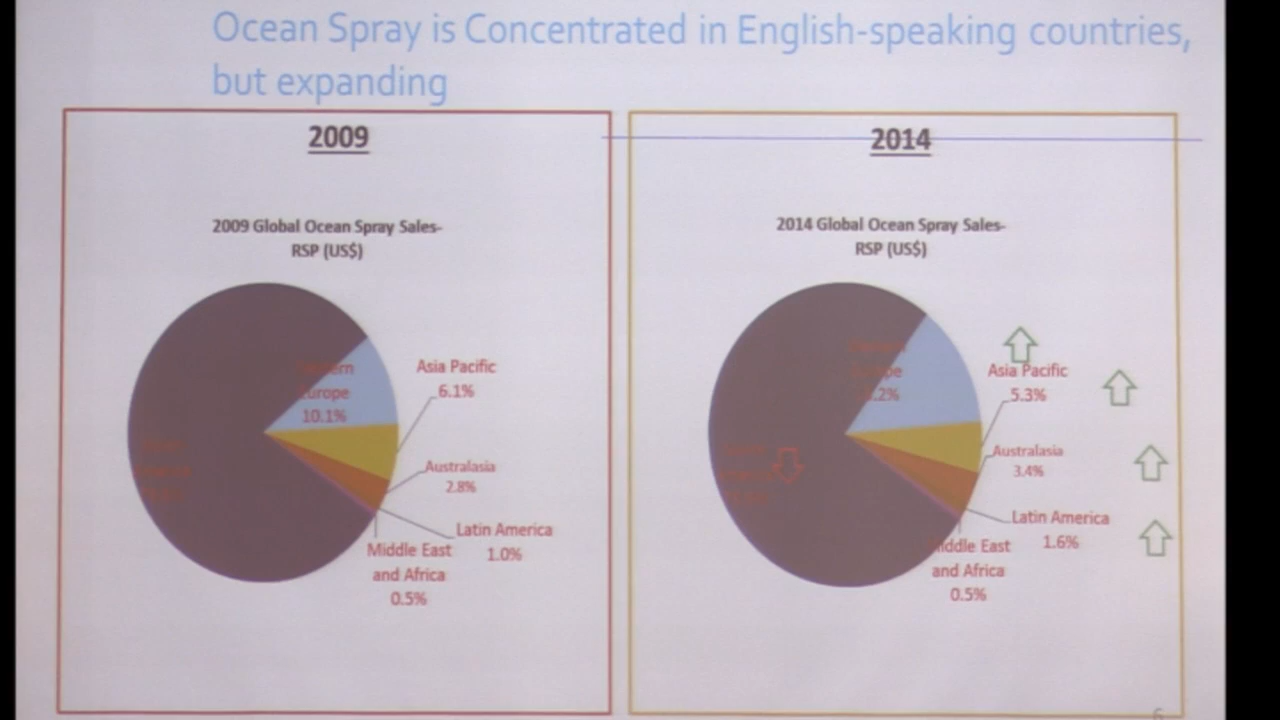 Ocean Spray is Concentrated in English-speaking countries,
but expanding
2009
2009 Global Ocean Spray Sales-
RSP (US$)
Europe
10.1%
Asia Pacific
6.1%
Australasia
2.8%
Latin America
1.0%
Middle East
and Africa
0.5%
2014
2014 Global Ocean Spray Sales-
RSP (US$)
Asia Pacific
5.3%
Australasia
3.4%
Latin America
1.6%
Middle East
and Africa
0.5%